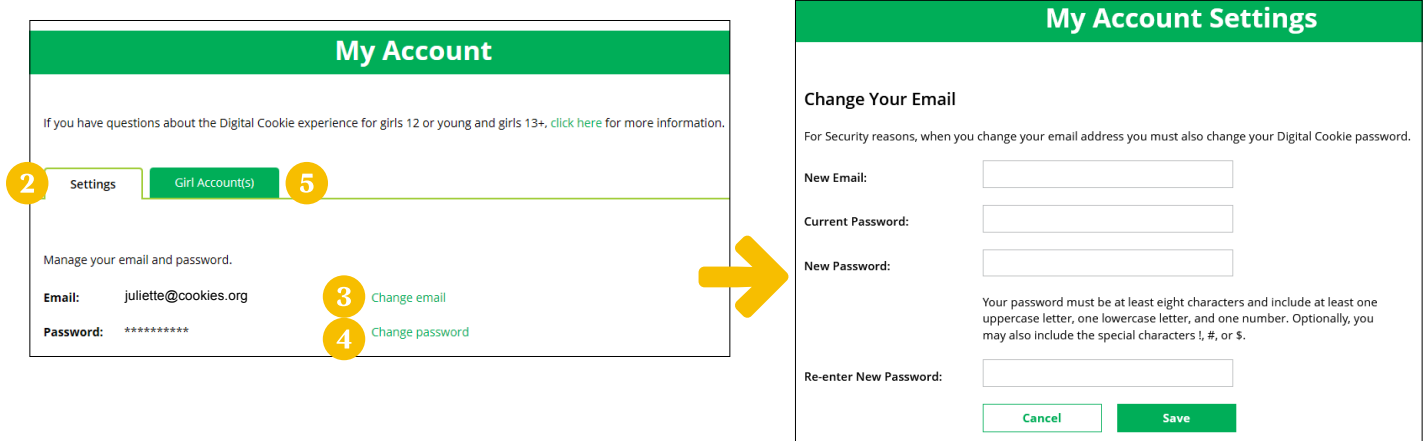 My Account
If you have questions about the Digital Cookie experience for girls 12 or young and girls 13+, click here for more information.
2 Settings Girl Account(s) 5
Manage your email and password.
Email: juliette@cookies.org 3 Change email
Password: ********** 4 Change password
My Account Settings
Change Your Email
For Security reasons, when you change your email address you must also change your Digital Cookie password.
New Email:
Current Password:
New Password:
Your password must be at least eight characters and include at least one
uppercase letter, one lowercase letter, and one number. Optionally, you
may also include the special characters !, #, or $.
Re-enter New Password:
Cancel Save